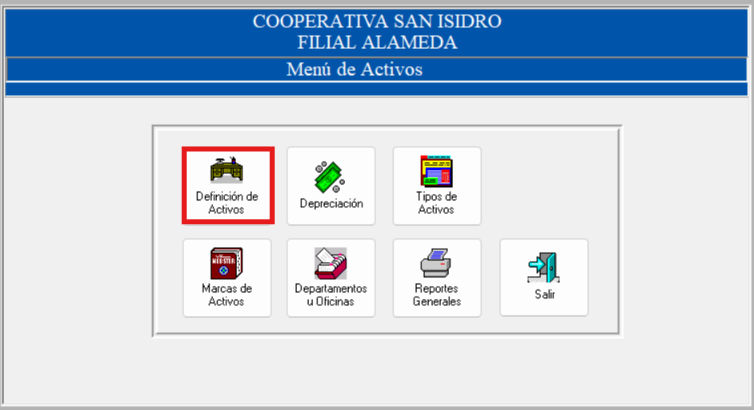 COOPERATIVA SAN ISIDRO
FILIAL ALAMEDA
Menú de Activos
Definición de
Activos
Depreciación
Tipos de
Activos
WEBSTER
Marcas de
Activos
Departamentos
u Oficinas
Reportes
Generales
Salir